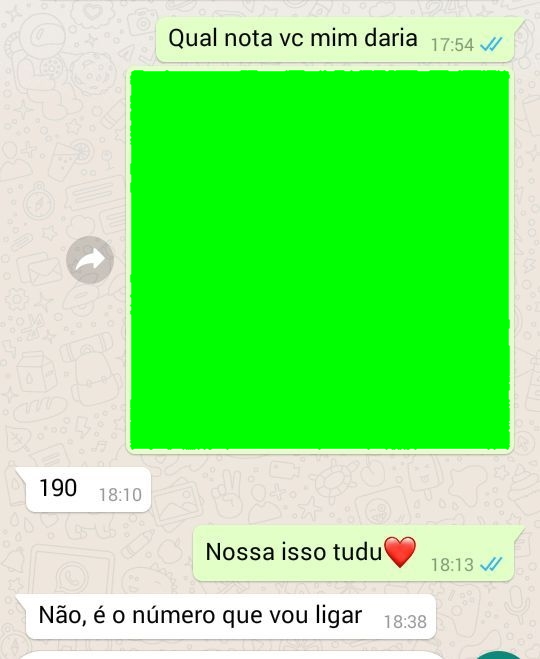 Qual nota vc mim daria 17:54
190 18:10
Nossa isso tudu❤️ 18:13
Não, é o número que vou ligar 18:38